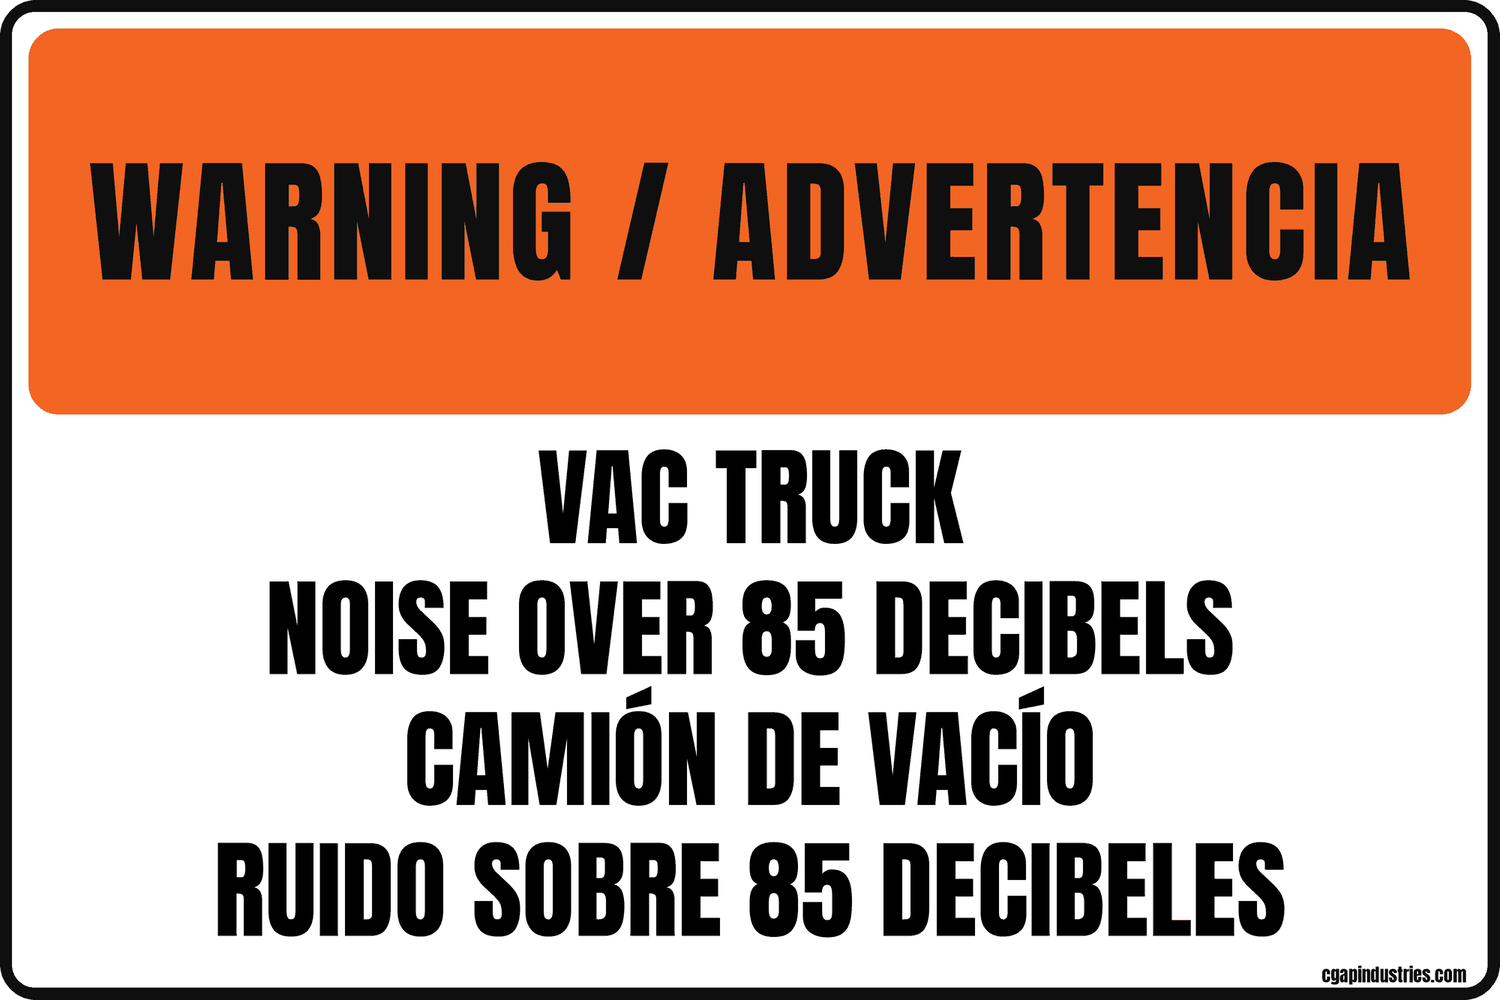 WARNING / ADVERTENCIA
VAC TRUCK
NOISE OVER 85 DECIBELS
CAMIÓN DE VACÍO
RUIDO SOBRE 85 DECIBELES
cgapindustries.com